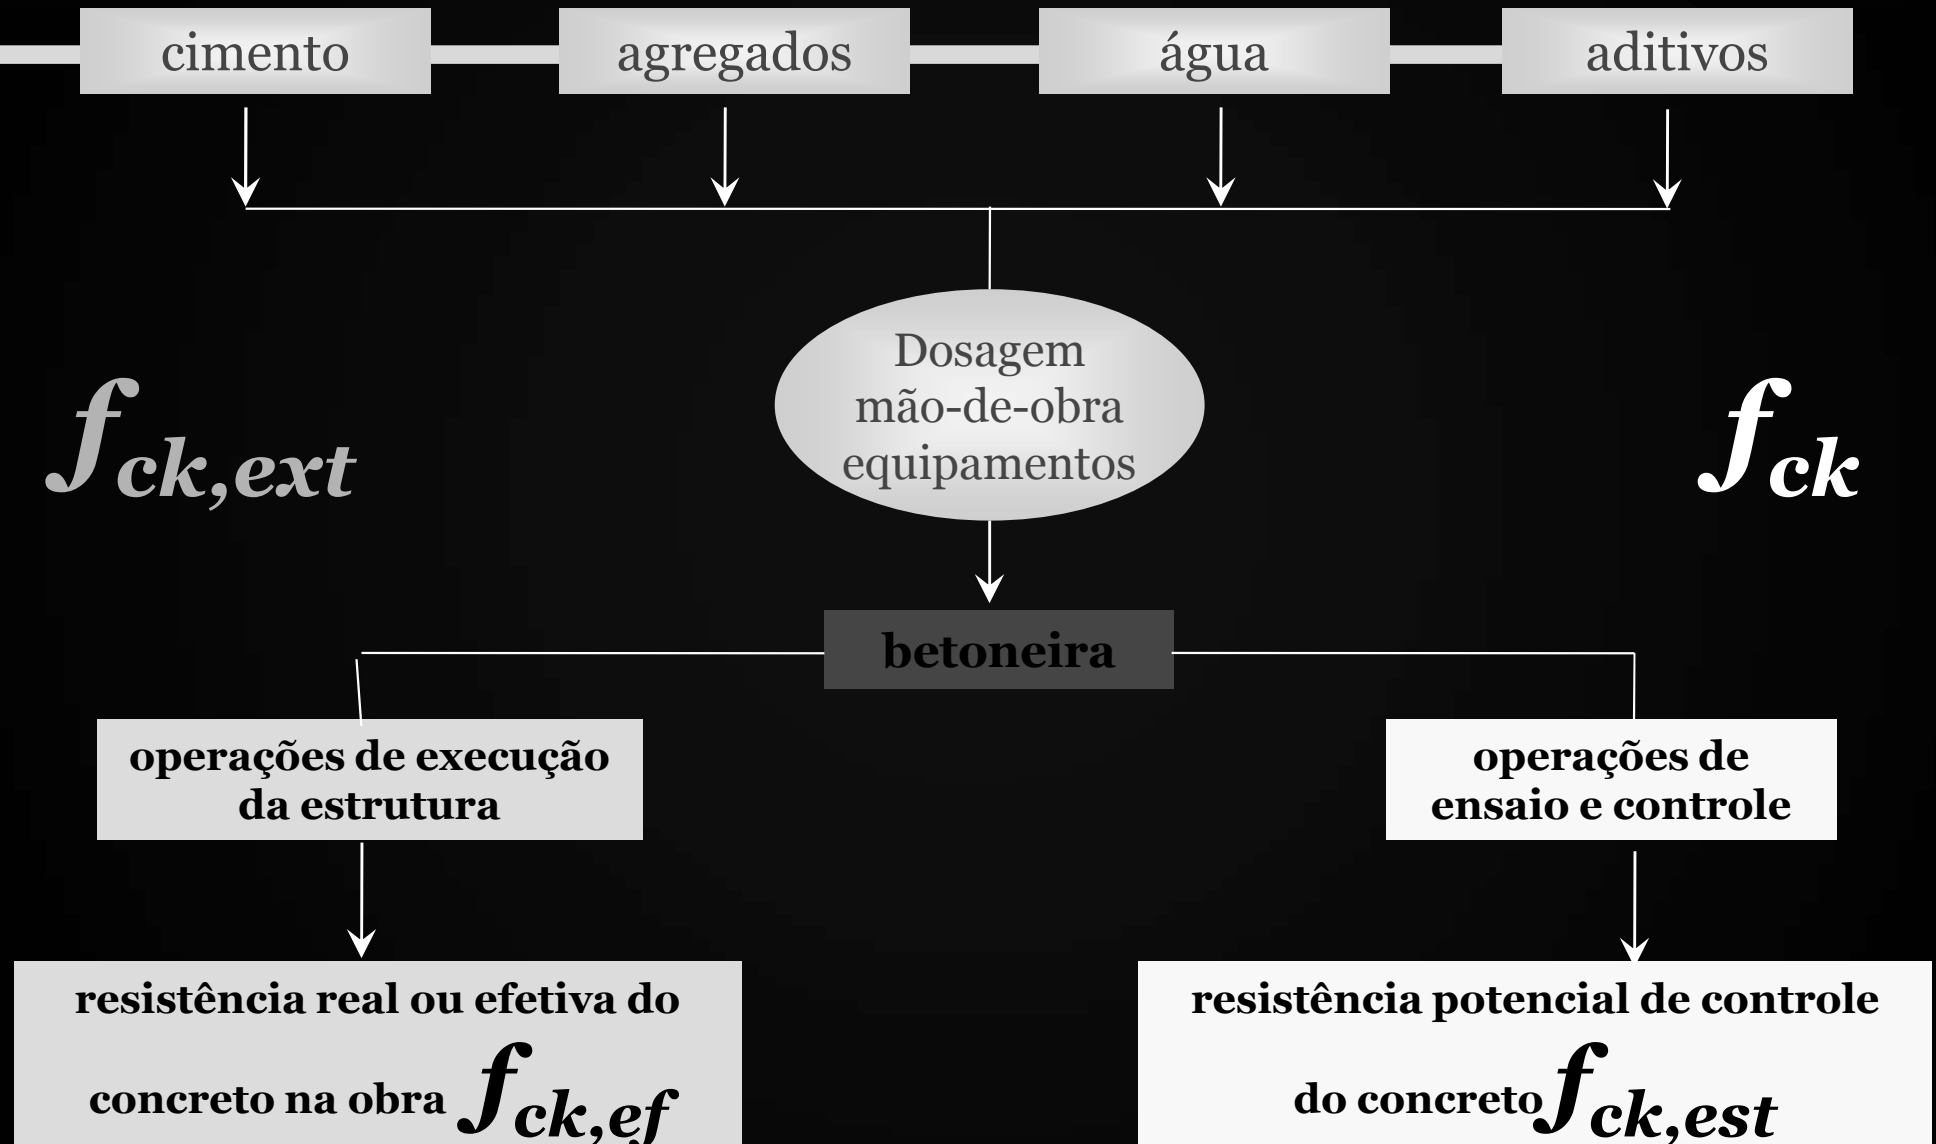 cimento
agregados
água
aditivos
Dosagem
mão-de-obra
equipamentos
fck,ext
fck
betoneira
operações de execução
da estrutura
operações de
ensaio e controle
resistência real ou efetiva do
concreto na obra fck,ef
resistência potencial de controle
do concreto fck,est